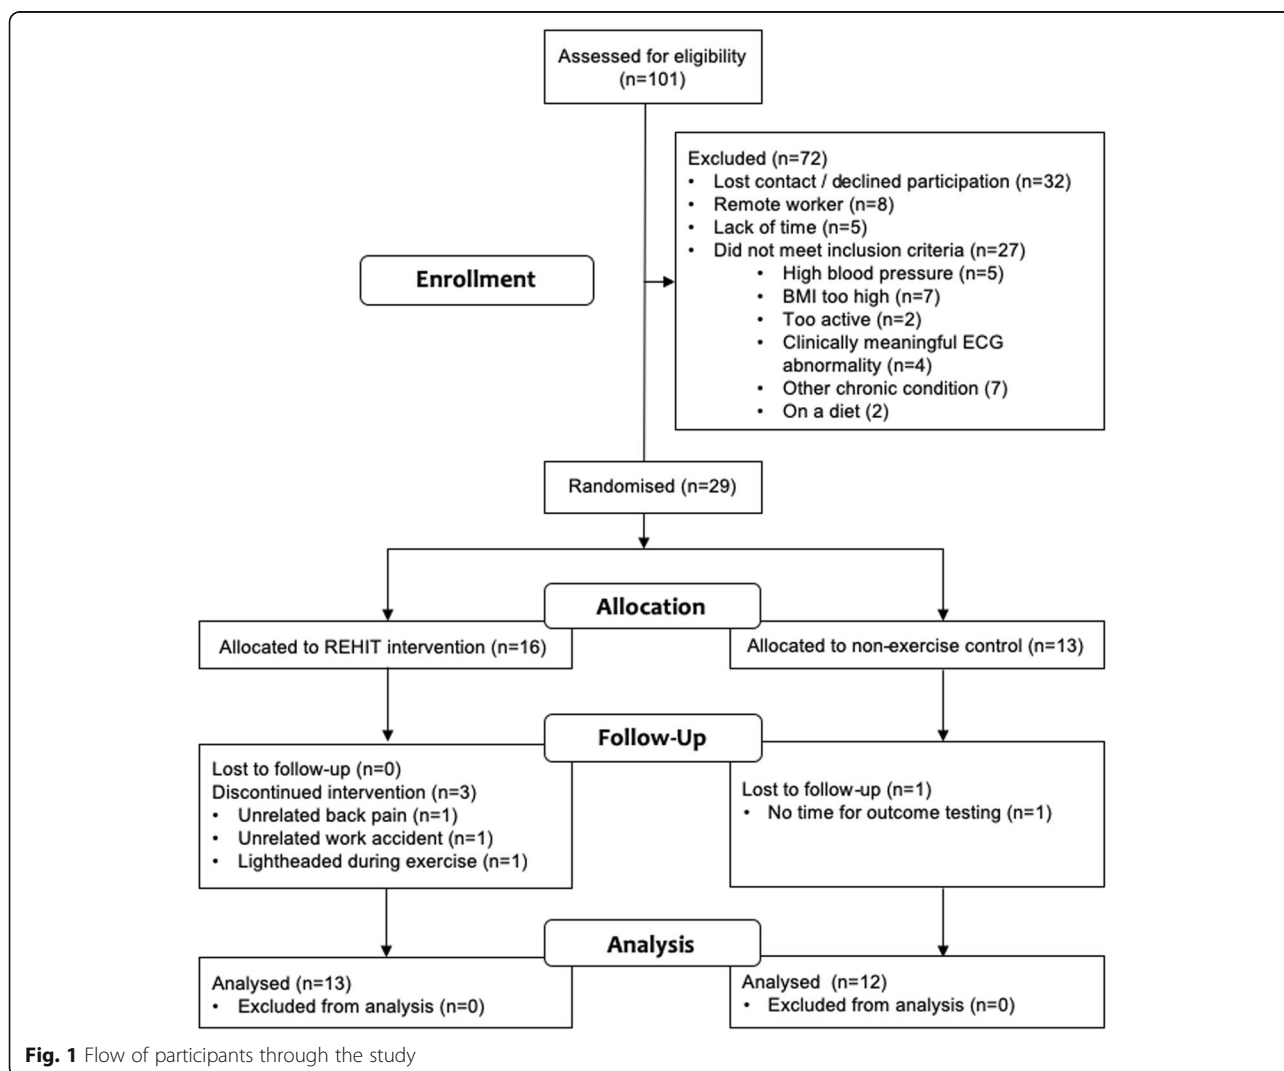 Assessed for eligibility
(n=101)
Excluded (n=72)
• Lost contact / declined participation (n=32)
• Remote worker (n=8)
• Lack of time (n=5)
• Did not meet inclusion criteria (n=27)
• High blood pressure (n=5)
• BMI too high (n=7)
• Too active (n=2)
• Clinically meaningful ECG
abnormality (n=4)
• Other chronic condition (7)
• On a diet (2)
Enrollment
Randomised (n=29)
Allocation
Allocated to REHIT intervention (n=16)
Allocated to non-exercise control (n=13)
Follow-Up
Lost to follow-up (n=0)
Discontinued intervention (n=3)
• Unrelated back pain (n=1)
• Unrelated work accident (n=1)
• Lightheaded during exercise (n=1)
Lost to follow-up (n=1)
• No time for outcome testing (n=1)
Analysis
Analysed (n=13)
• Excluded from analysis (n=0)
Analysed (n=12)
• Excluded from analysis (n=0)
Fig. 1 Flow of participants through the study